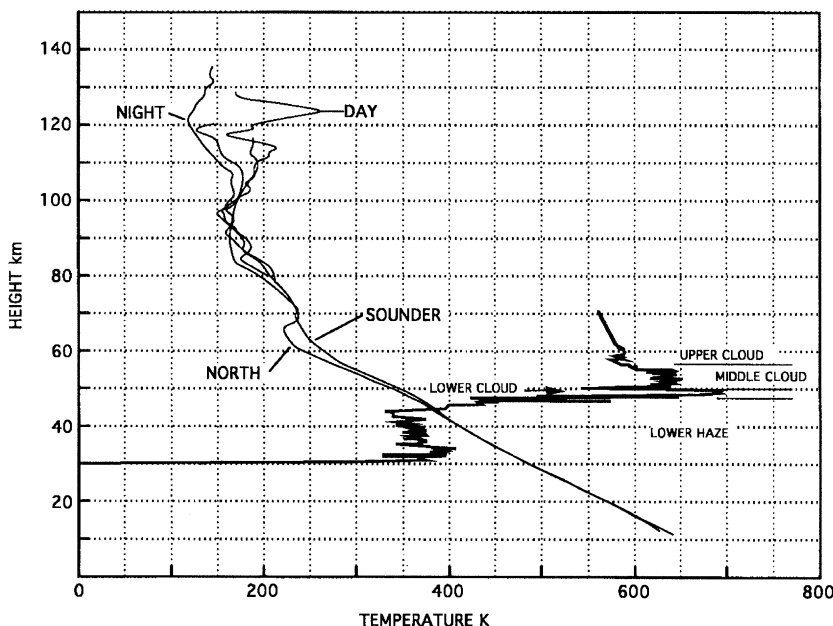 140
NIGHT
DAY
120
100
HEIGHT km
80
SOUNDER
60
UPPER CLOUD
NORTH
LOWER CLOUD
MIDDLE CLOUD
40
LOWER HAZE
20
0
200
400
600
800
TEMPERATURE K